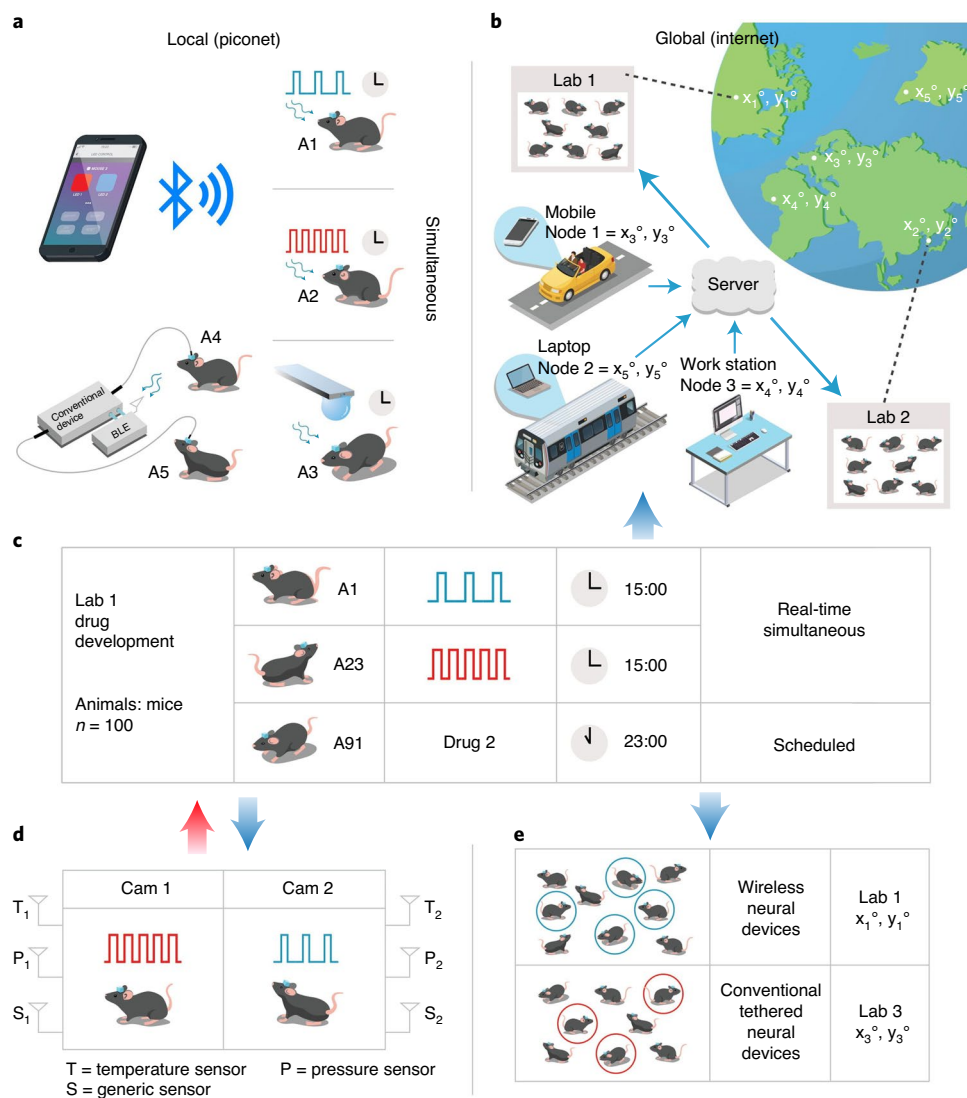 a
Local (piconet)
A1
A2
Simultaneous
A4
Conventional
device
BLE
A5
A3
b
Global (internet)
Lab 1
x₁°, y₁°
x₅°, y₅°
x₃°, y₃°
x₄°, y₄°
x₂°, y₂°
Mobile
Node 1 = x₃°, y₃°
Server
Laptop
Node 2 = x₅°, y₅°
Work station
Node 3 = x₄°, y₄°
Lab 2
c
Lab 1
drug
development
Animals: mice
n = 100
A1
15:00
A23
15:00
Real-time
simultaneous
A91
Drug 2
23:00
Scheduled
d
Cam 1
Cam 2
T₁
T₂
P₁
P₂
S₁
S₂
T = temperature sensor
P = pressure sensor
S = generic sensor
e
Wireless
neural
devices
Lab 1
x₁°, y₁°
Conventional
tethered
neural
devices
Lab 3
x₃°, y₃°